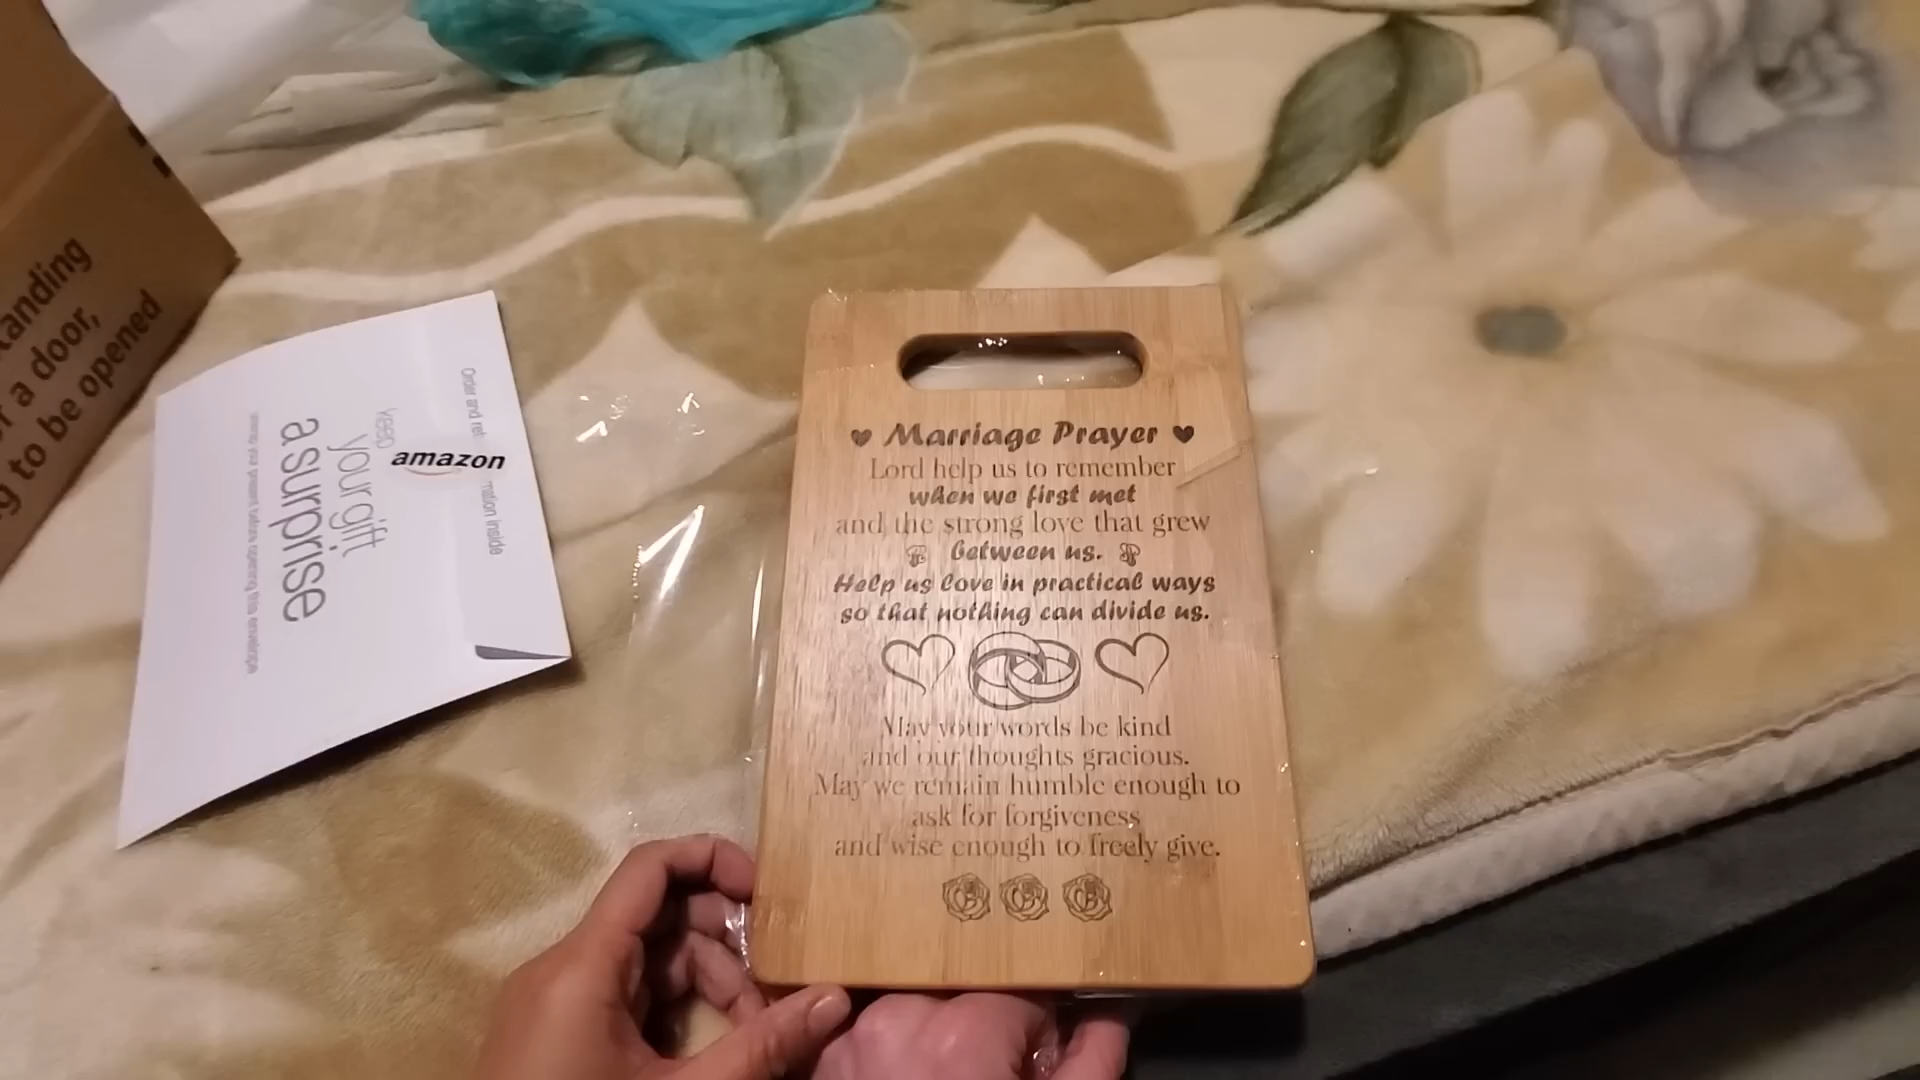 tanding
r a door,
g to be opened
Order and ret
mation inside
amazon
keep
your gift
a surprise
Marriage Prayer
Lord help us to remember
when we first met
and the strong love that grew
between us.
Help us love in practical ways
so that nothing can divide us.
May your words be kind
and our thoughts gracious.
May we remain humble enough to
ask for forgiveness
and wise enough to freely give.